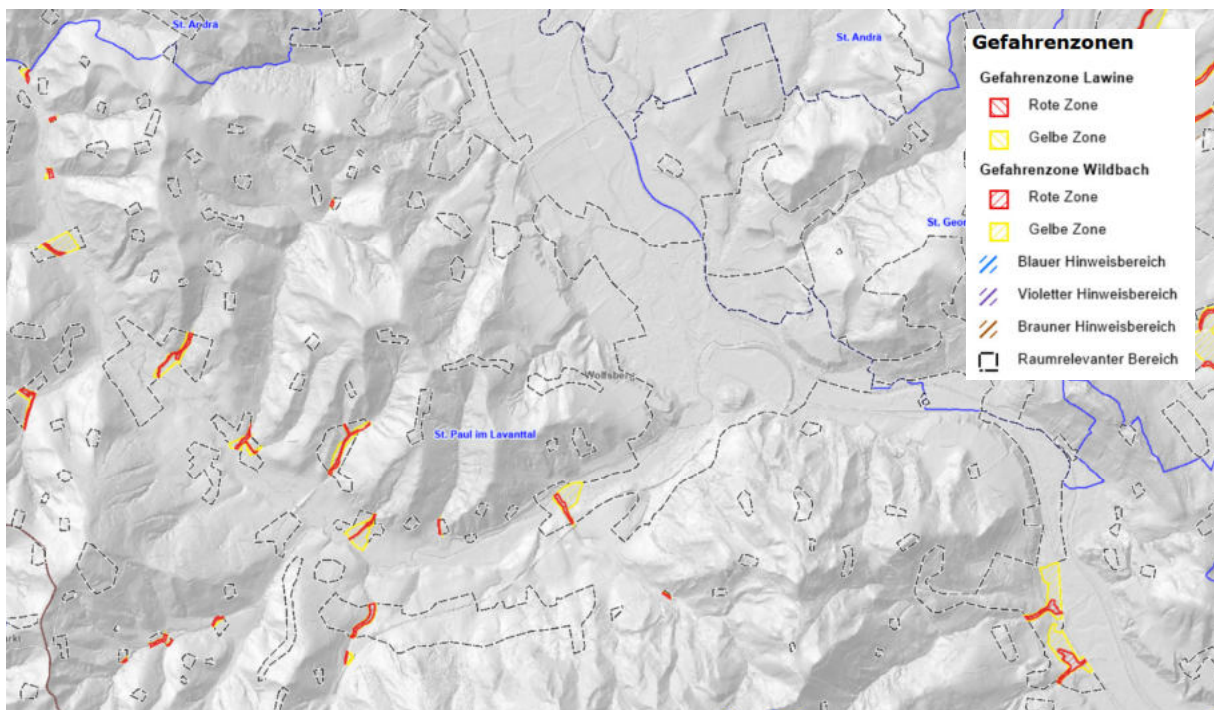 St. Andrä
St. Andrä
Gefahrenzonen
Gefahrenzone Lawine
Rote Zone
Gelbe Zone
Gefahrenzone Wildbach
Rote Zone
Gelbe Zone
St. Geor
Blauer Hinweisbereich
Violetter Hinweisbereich
Brauner Hinweisbereich
Raumrelevanter Bereich
Wolfsberg
St. Paul im Lavanttal